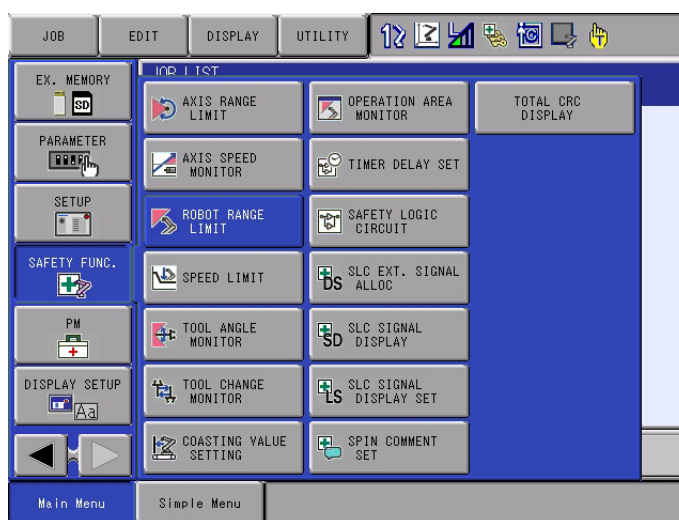 JOB
EDIT
DISPLAY
UTILITY
JOB LIST
EX. MEMORY
SD
PARAMETER
SETUP
SAFETY FUNC.
PM
DISPLAY SETUP
Aa
AXIS RANGE
LIMIT
AXIS SPEED
MONITOR
ROBOT RANGE
LIMIT
SPEED LIMIT
TOOL ANGLE
MONITOR
TOOL CHANGE
MONITOR
COASTING VALUE
SETTING
OPERATION AREA
MONITOR
TIMER DELAY SET
SAFETY LOGIC
CIRCUIT
DS
SLC EXT. SIGNAL
ALLOC
SD
SLC SIGNAL
DISPLAY
LS
SLC SIGNAL
DISPLAY SET
SPIN COMMENT
SET
TOTAL CRC
DISPLAY
Main Menu
Simple Menu